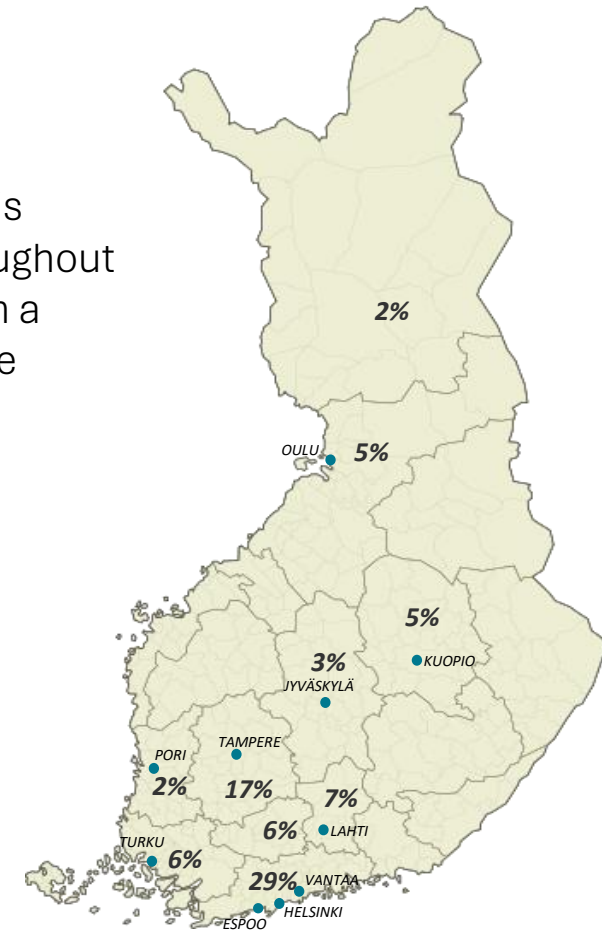 s
ughout
n a
e
2%
OULU
5%
5%
KUOPIO
3%
JYVÄSKYLÄ
PORI
TAMPERE
2%
17%
7%
6%
LAHTI
TURKU
6%
29%
VANTAA
HELSINKI
ESPOO